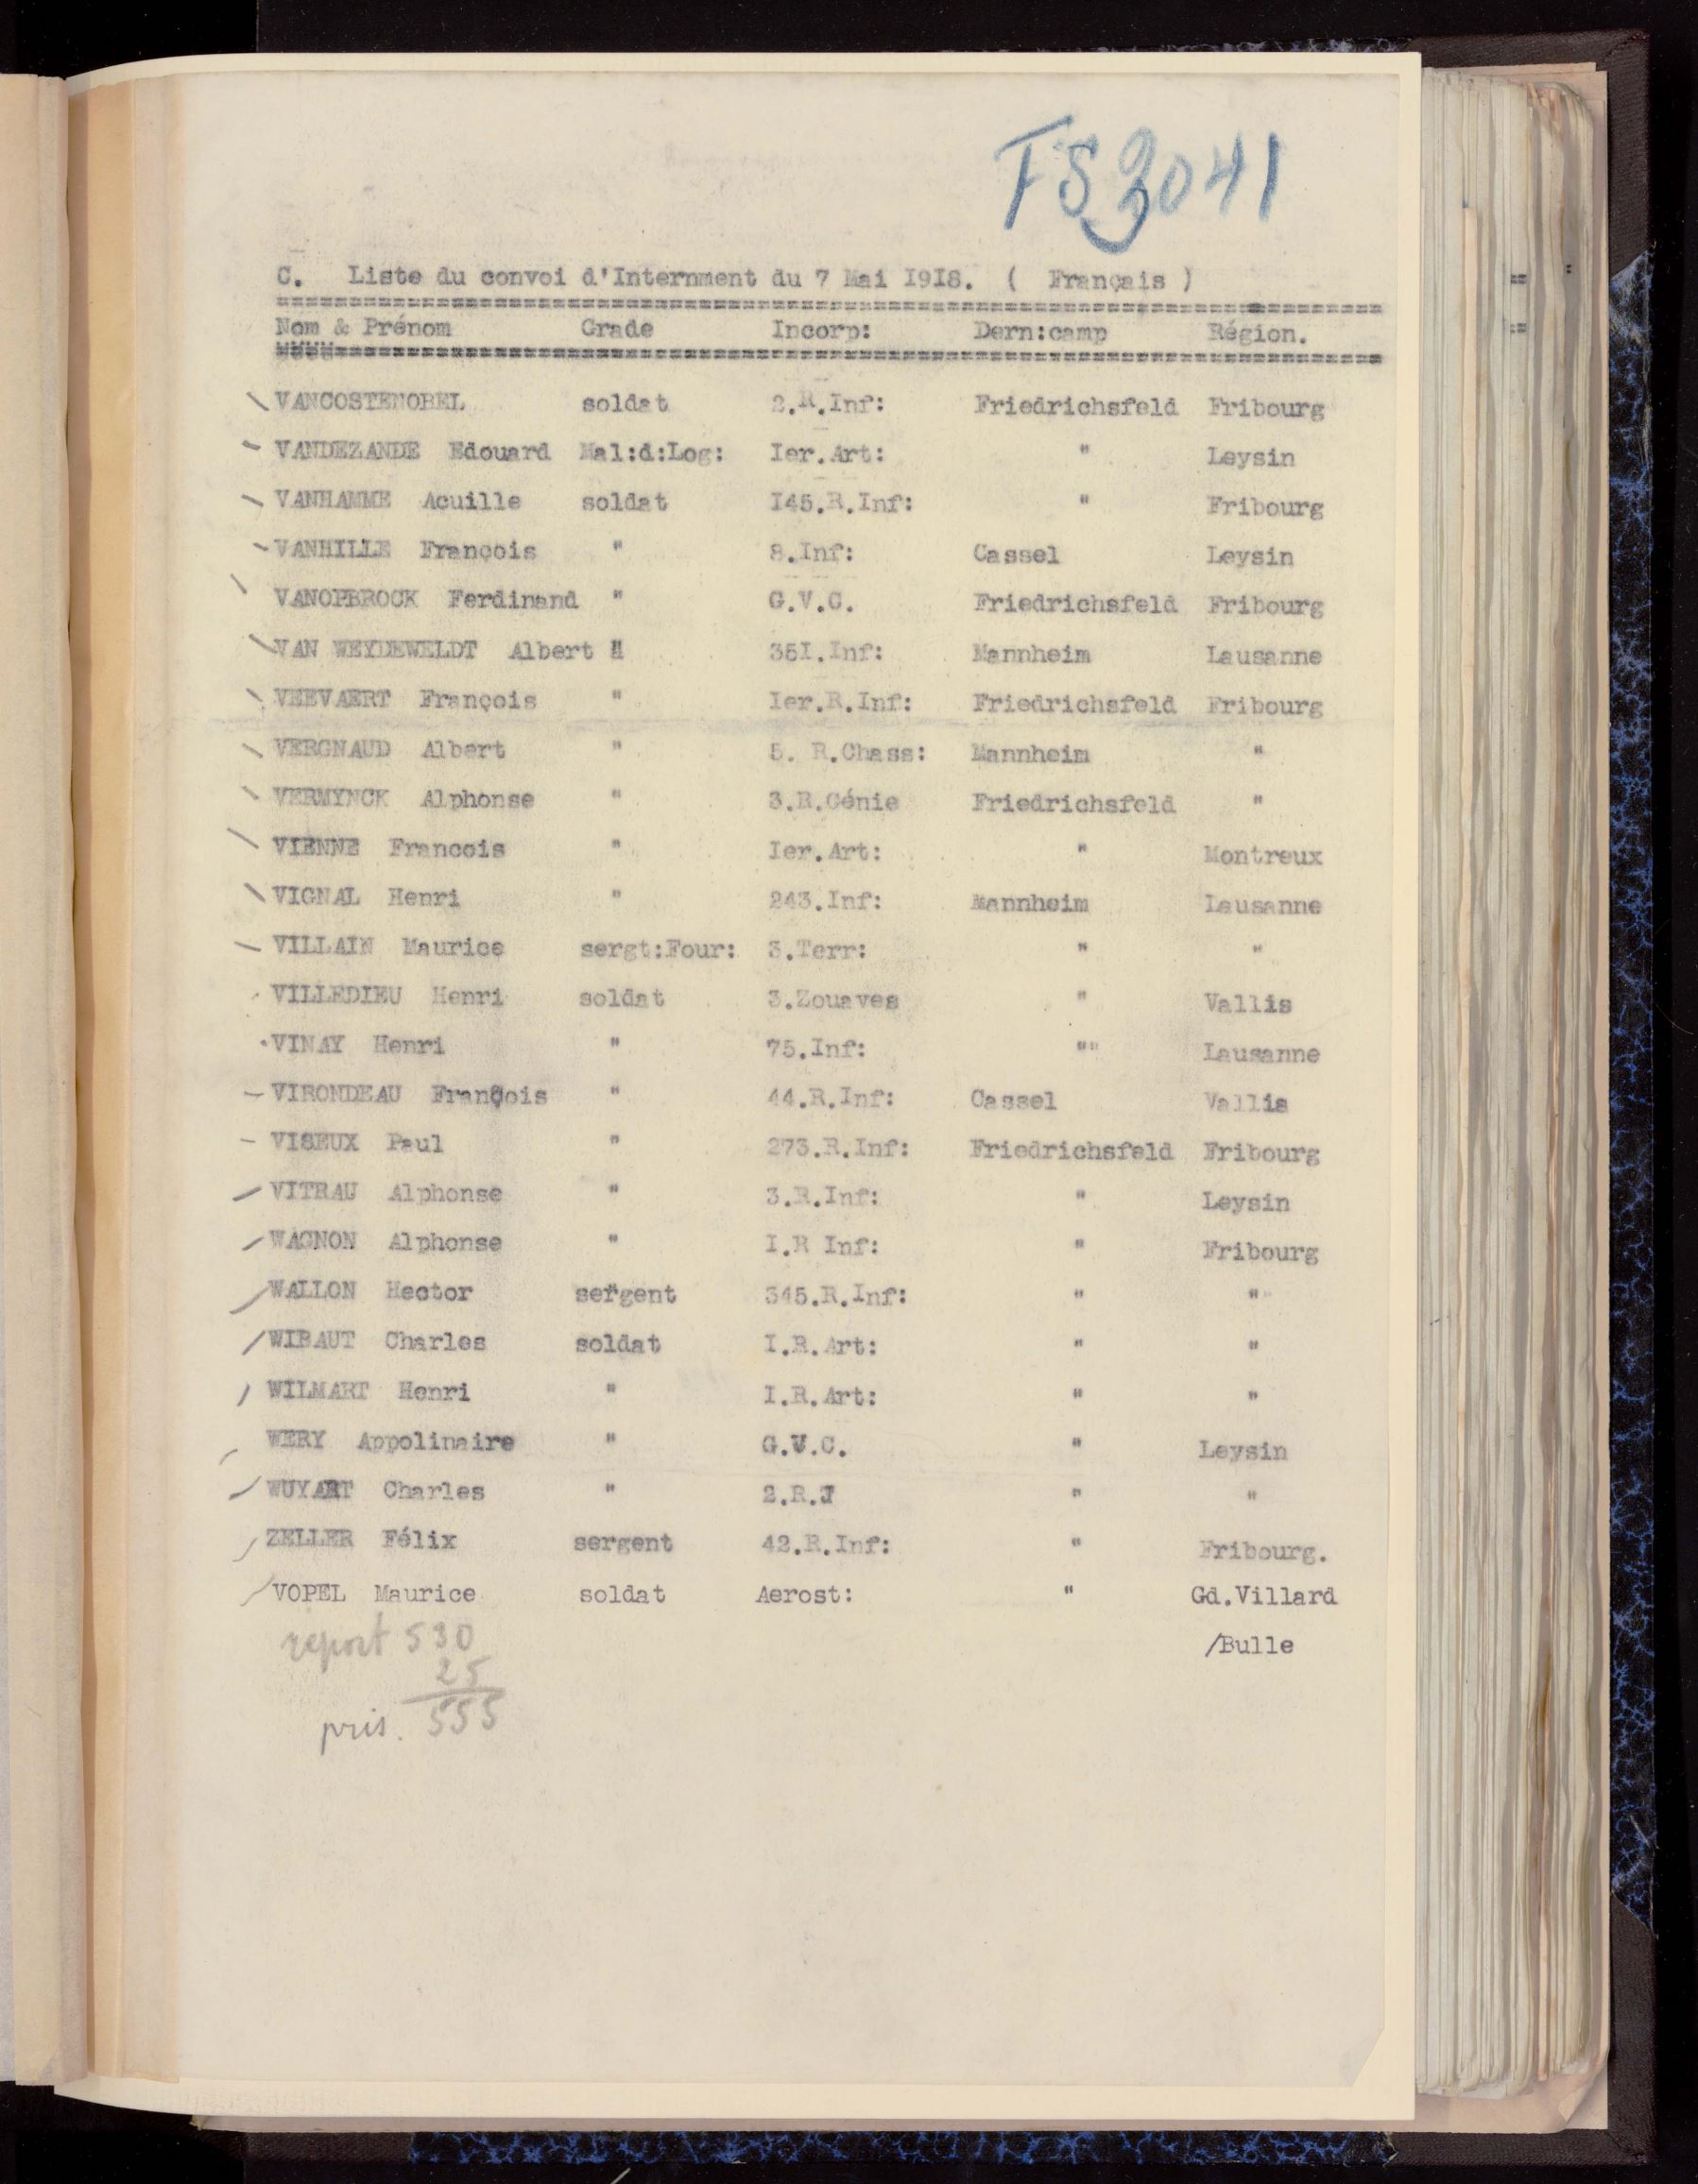 FS 3041
C. Liste du convoi d'Internment du 7 Mai I9I8. ( Français )
Nom & Prénom Grade Incorp: Dern:camp Région.
VANCOSTENOBEL soldat 2.R.Inf: Friedrichsfeld Fribourg
VANDEZANDE Edouard Mal:d:Log: Ier.Art: " Leysin
VANHAMME Acuille soldat I45.R.Inf: " Fribourg
VANHILLE François " 8.Inf: Cassel Leysin
VANOPBROCK Ferdinand " G.V.C. Friedrichsfeld Fribourg
VAN WEYDEWELDT Albert " 35I.Inf: Mannheim Lausanne
VEEVAERT François " Ier.R.Inf: Friedrichsfeld Fribourg
VERGNAUD Albert " 5. R.Chass: Mannheim "
VERMYNCK Alphonse " 3.R.Génie Friedrichsfeld "
VIENNE Francois " Ier.Art: " Montreux
VIGNAL Henri " 243.Inf: Mannheim Lausanne
VILLAIN Maurice sergt:Four: 3.Terr: " "
VILLEDIEU Henri soldat 3.Zouaves " Vallis
VINAY Henri " 75.Inf: "" Lausanne
VIRONDEAU François " 44.R.Inf: Cassel Vallis
VISEUX Paul " 273.R.Inf: Friedrichsfeld Fribourg
VITRAU Alphonse " 3.R.Inf: " Leysin
WAGNON Alphonse " I.R Inf: " Fribourg
WALLON Hector sergent 345.R.Inf: " "
WIBAUT Charles soldat I.R.Art: " "
WILMART Henri " I.R.Art: " "
WERY Appolinaire " G.V.C. " Leysin
WUYART Charles " 2.R.J " "
ZELLER Félix sergent 42.R.Inf: " Fribourg.
VOPEL Maurice soldat Aerost: " Gd.Villard
/Bulle
report 530
25
pris. 555